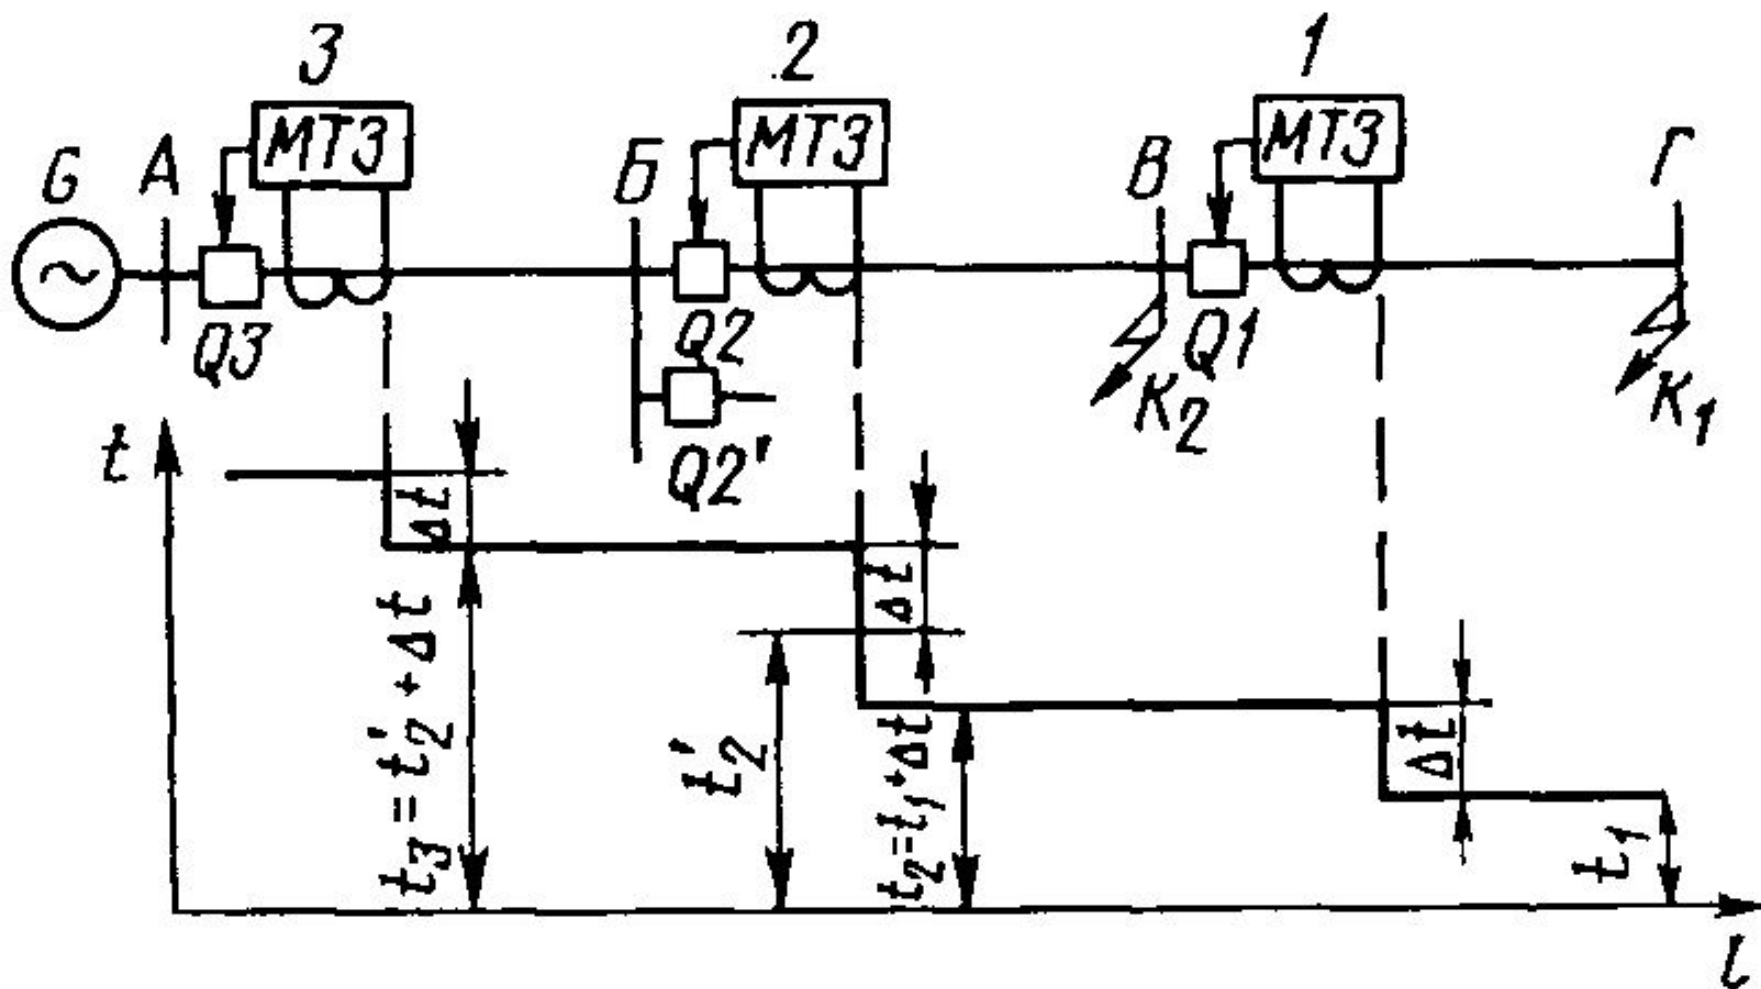 3 2 1
МТЗ МТЗ МТЗ
G А Б В Г
Q3 Q2 Q1
K₂ K₁
Q2'
t
Δt
Δt
Δt
t₃ = t₂' + Δt
t₂'
t₂ = t₁ + Δt
t₁
l